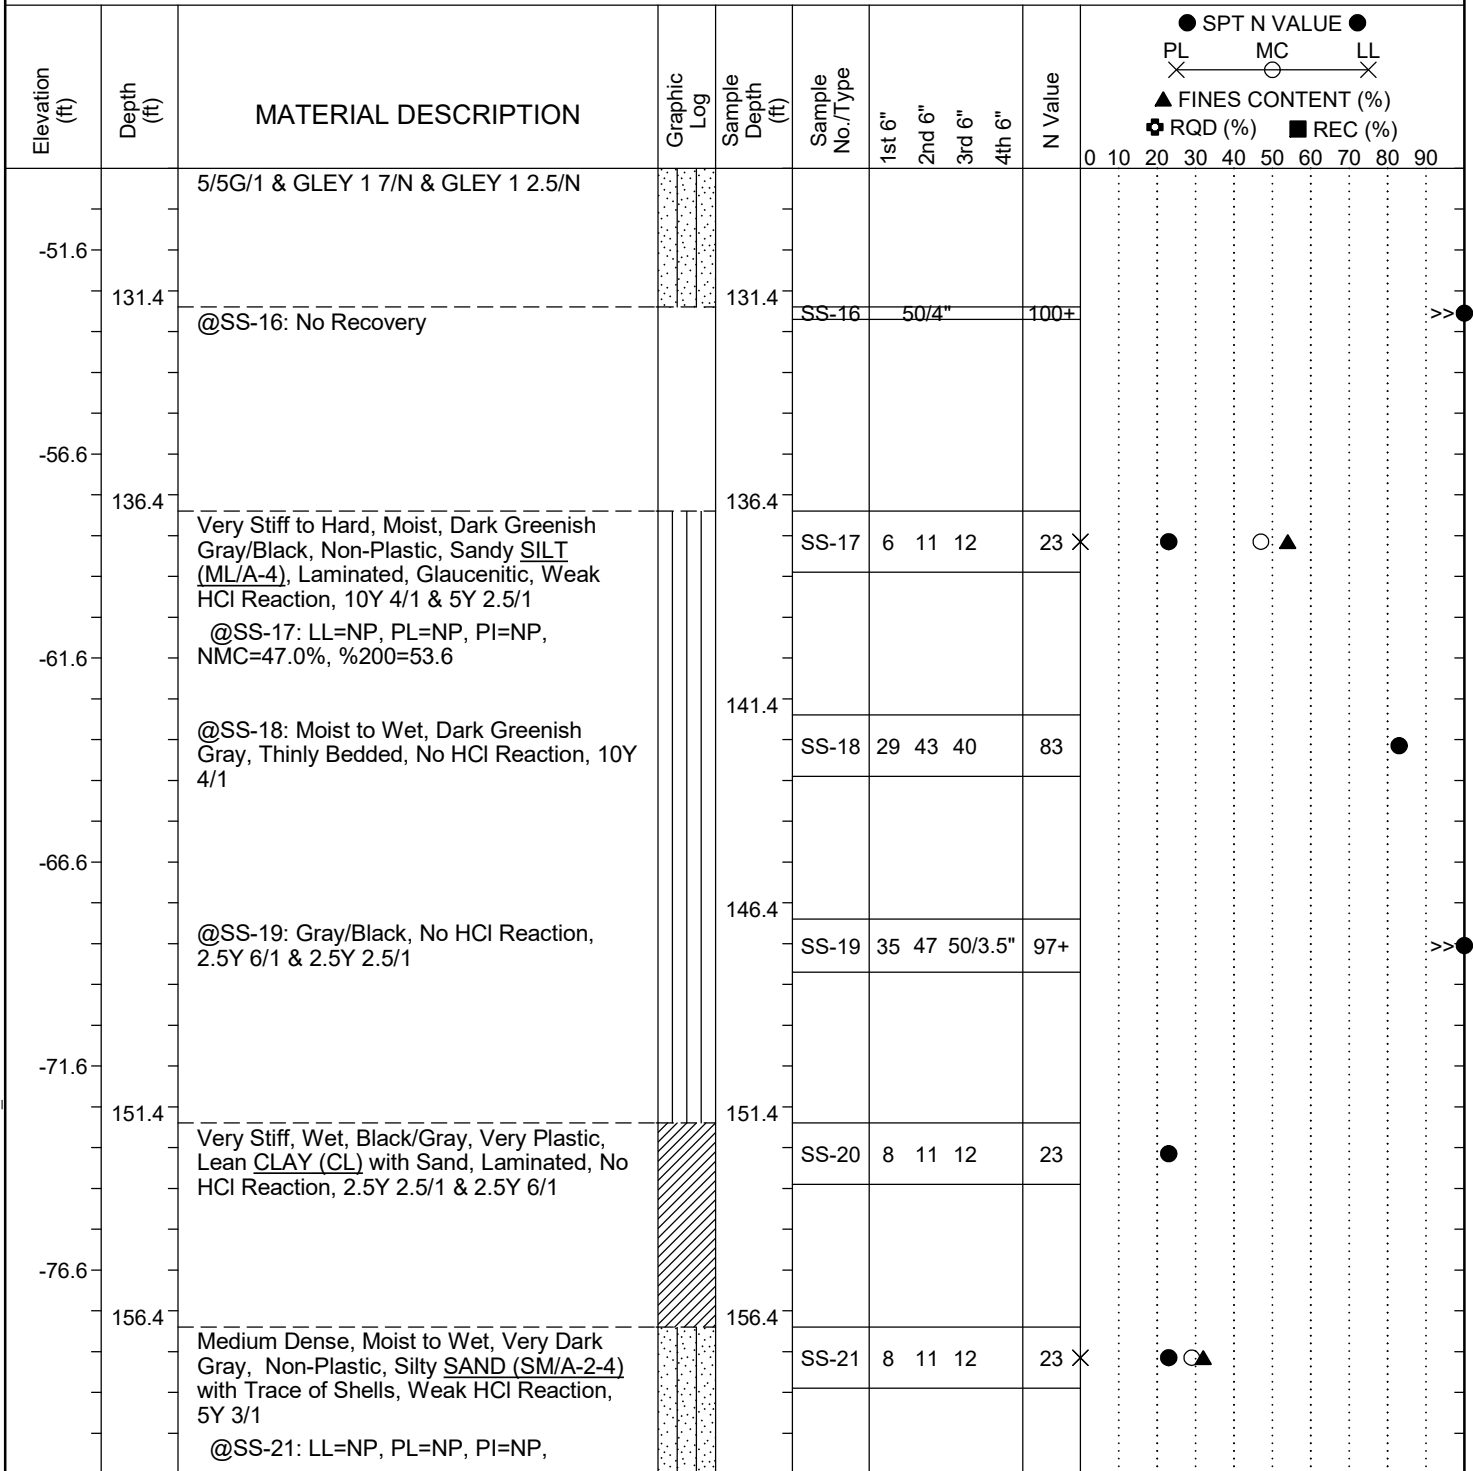 Elevation (ft)
Depth (ft)
MATERIAL DESCRIPTION
Graphic Log
Sample Depth (ft)
Sample No./Type
1st 6"
2nd 6"
3rd 6"
4th 6"
N Value
SPT N VALUE
PL MC LL
FINES CONTENT (%)
RQD (%) REC (%)
0 10 20 30 40 50 60 70 80 90
5/5G/1 & GLEY 1 7/N & GLEY 1 2.5/N
-51.6
131.4 131.4
SS-16 50/4" 100+ >>
@SS-16: No Recovery
-56.6
136.4 136.4
Very Stiff to Hard, Moist, Dark Greenish
Gray/Black, Non-Plastic, Sandy SILT
SS-17 6 11 12 23
(ML/A-4), Laminated, Glaucenitic, Weak
HCl Reaction, 10Y 4/1 & 5Y 2.5/1
@SS-17: LL=NP, PL=NP, PI=NP,
NMC=47.0%, %200=53.6
-61.6
141.4
@SS-18: Moist to Wet, Dark Greenish
Gray, Thinly Bedded, No HCl Reaction, 10Y
4/1
SS-18 29 43 40 83
-66.6
146.4
@SS-19: Gray/Black, No HCl Reaction,
2.5Y 6/1 & 2.5Y 2.5/1
SS-19 35 47 50/3.5" 97+ >>
-71.6
151.4 151.4
Very Stiff, Wet, Black/Gray, Very Plastic,
Lean CLAY (CL) with Sand, Laminated, No
HCl Reaction, 2.5Y 2.5/1 & 2.5Y 6/1
SS-20 8 11 12 23
-76.6
156.4 156.4
Medium Dense, Moist to Wet, Very Dark
Gray, Non-Plastic, Silty SAND (SM/A-2-4)
with Trace of Shells, Weak HCl Reaction,
5Y 3/1
SS-21 8 11 12 23
@SS-21: LL=NP, PL=NP, PI=NP,